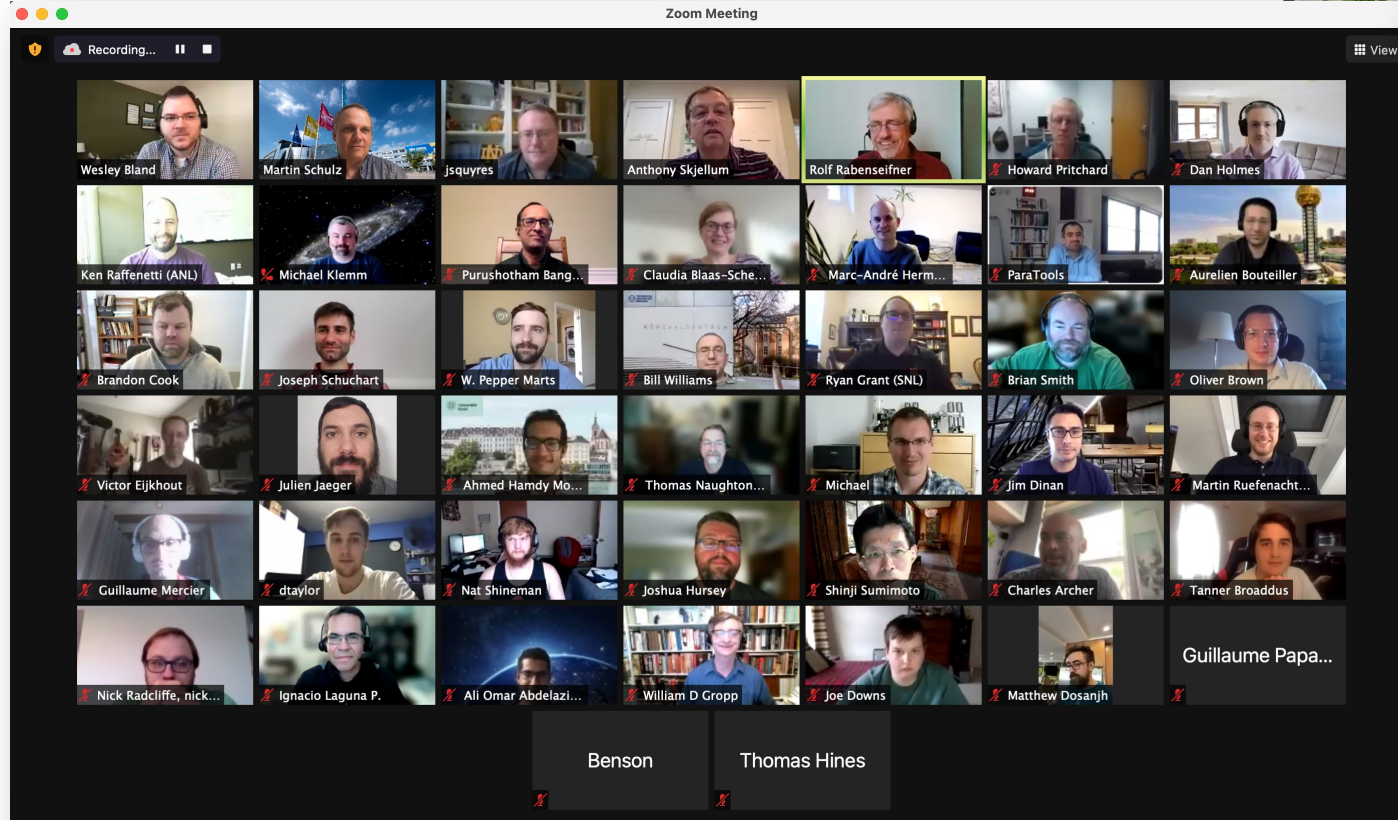 Zoom Meeting
Recording...
View
Wesley Bland
Martin Schulz
jsquyres
Anthony Skjellum
Rolf Rabenseifner
Howard Pritchard
Dan Holmes
Ken Raffenetti (ANL)
Michael Klemm
Purushotham Bang...
Claudia Blaas-Sche...
Marc-André Herm...
ParaTools
Aurelien Bouteiller
Brandon Cook
Joseph Schuchart
W. Pepper Marts
Bill Williams
Ryan Grant (SNL)
Brian Smith
Oliver Brown
Victor Eijkhout
Julien Jaeger
Ahmed Hamdy Mo...
Thomas Naughton...
Michael
Jim Dinan
Martin Ruefenacht...
Guillaume Mercier
dtaylor
Nat Shineman
Joshua Hursey
Shinji Sumimoto
Charles Archer
Tanner Broaddus
Nick Radcliffe, nick...
Ignacio Laguna P.
Ali Omar Abdelazi...
William D Gropp
Joe Downs
Matthew Dosanjh
Guillaume Papa...
Benson
Thomas Hines